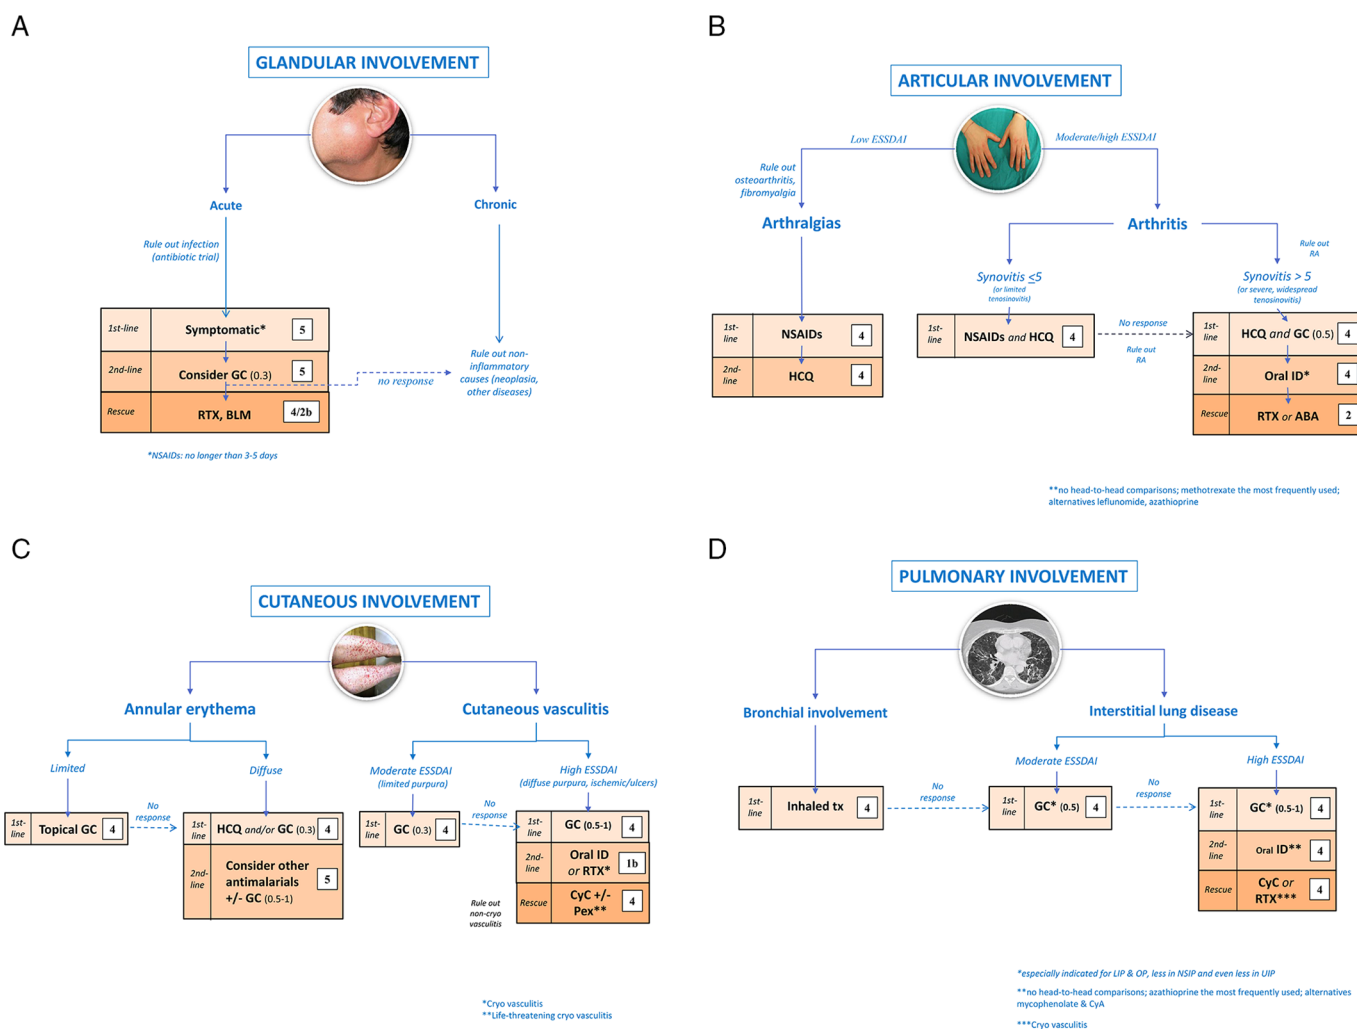 A
GLANDULAR INVOLVEMENT
Acute
Chronic
Rule out infection
(antibiotic trial)
1st-line
Symptomatic*
5
2nd-line
Consider GC (0.3)
5
no response
Rule out non-
inflammatory
causes (neoplasia,
other diseases)
Rescue
RTX, BLM
4/2b
*NSAIDs: no longer than 3-5 days
B
ARTICULAR INVOLVEMENT
Low ESSDAI
Moderate/high ESSDAI
Rule out
osteoarthritis,
fibromyalgia
Arthralgias
Arthritis
Rule out
RA
Synovitis ≤5
(or limited
tenosinovitis)
Synovitis > 5
(or severe, widespread
tenosinovitis)
1st-
line
NSAIDs
4
2nd-
line
HCQ
4
1st-
line
NSAIDs and HCQ
4
No response
Rule out
RA
1st-
line
HCQ and GC (0.5)
4
2nd-
line
Oral ID*
4
Rescue
RTX or ABA
2
**no head-to-head comparisons; methotrexate the most frequently used;
alternatives leflunomide, azathioprine
C
CUTANEOUS INVOLVEMENT
Annular erythema
Cutaneous vasculitis
Limited
Diffuse
Moderate ESSDAI
(limited purpura)
High ESSDAI
(diffuse purpura, ischemic/ulcers)
1st-
line
Topical GC
4
No
response
1st-
line
HCQ and/or GC (0.3)
4
2nd-
line
Consider other
antimalarials
+/- GC (0.5-1)
5
1st-
line
GC (0.3)
4
No
response
1st-
line
GC (0.5-1)
4
2nd-
line
Oral ID
or RTX*
1b
Rescue
CyC +/-
Pex**
4
Rule out
non-cryo
vasculitis
*Cryo vasculitis
**Life-threatening cryo vasculitis
D
PULMONARY INVOLVEMENT
Bronchial involvement
Interstitial lung disease
Moderate ESSDAI
High ESSDAI
1st-
line
Inhaled tx
4
No
response
1st-
line
GC* (0.5)
4
No
response
1st-
line
GC* (0.5-1)
4
2nd-
line
Oral ID**
4
Rescue
CyC or
RTX***
4
*especially indicated for LIP & OP, less in NSIP and even less in UIP
**no head-to-head comparisons; azathioprine the most frequently used; alternatives
mycophenolate & CyA
***Cryo vasculitis